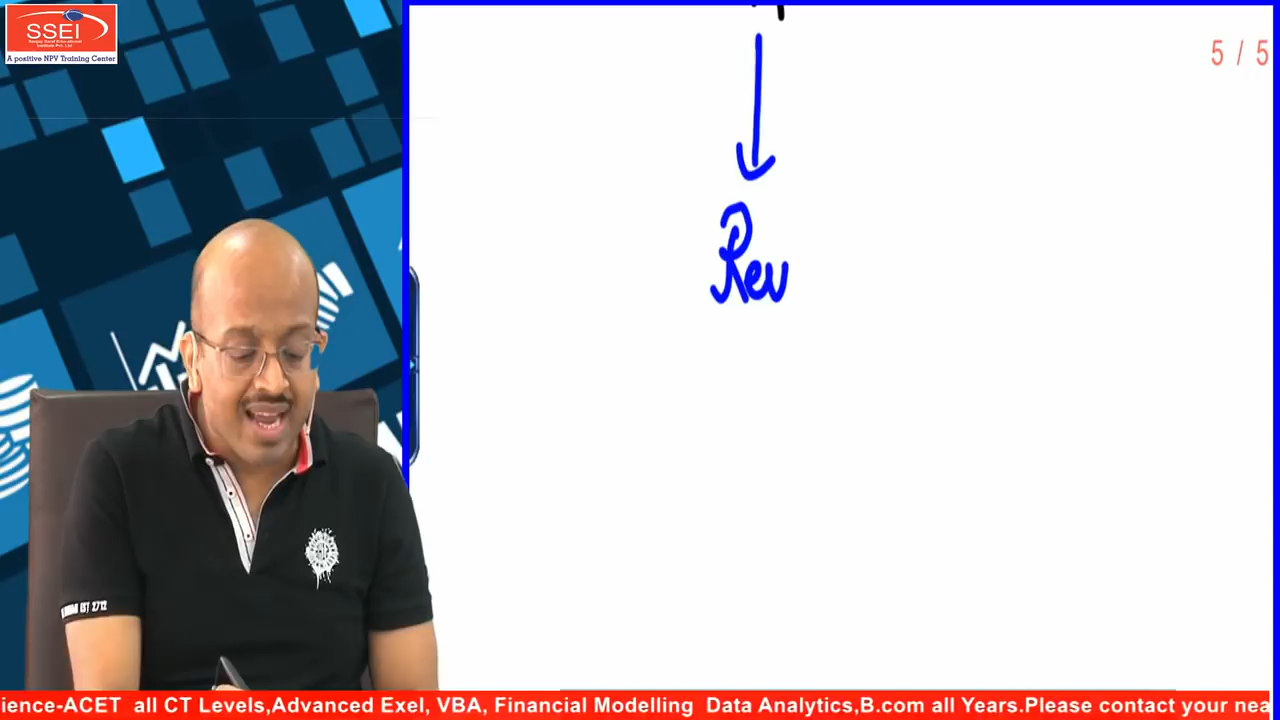 SSEI
A positive NPV Training Center
5 / 5
Rev
ience-ACET all CT Levels,Advanced Exel, VBA, Financial Modelling Data Analytics,B.com all Years.Please contact your nea